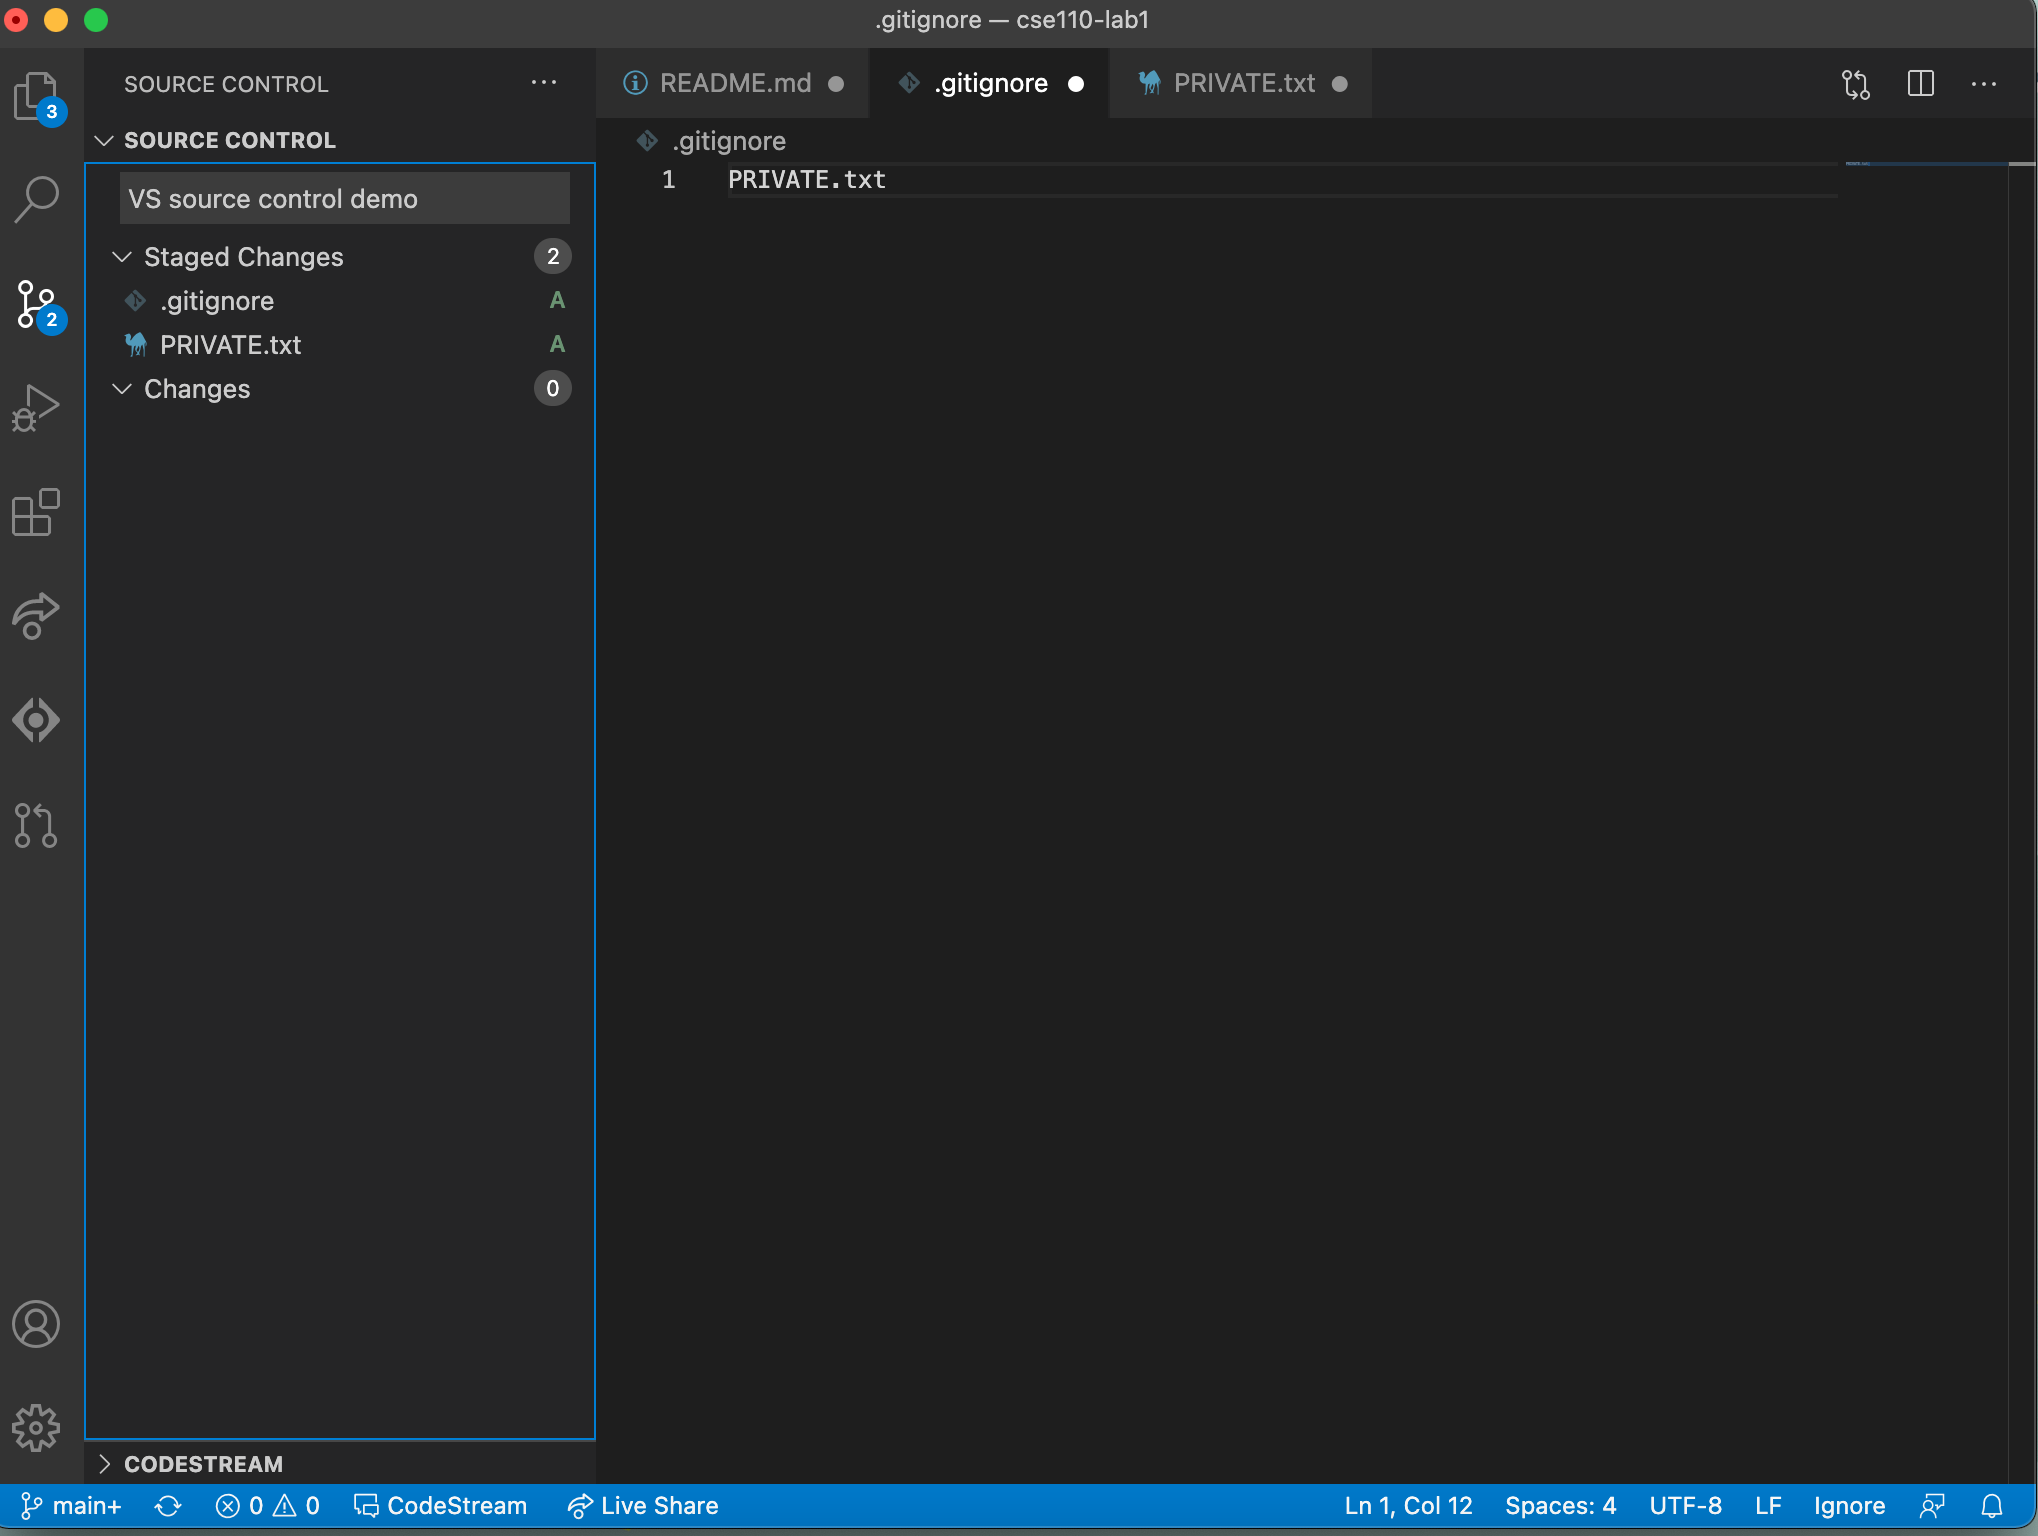 .gitignore — cse110-lab1
3
SOURCE CONTROL
SOURCE CONTROL
VS source control demo
Staged Changes 2
.gitignore A
PRIVATE.txt A
Changes 0
2
README.md
.gitignore
PRIVATE.txt
.gitignore
1 PRIVATE.txt
CODESTREAM
main+ 0 0 CodeStream Live Share Ln 1, Col 12 Spaces: 4 UTF-8 LF Ignore